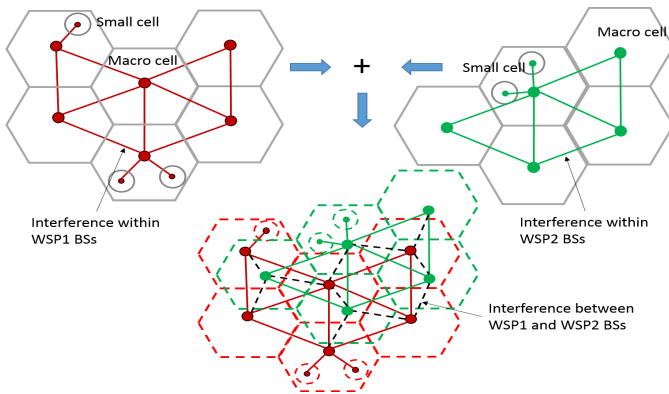 Small cell
Macro cell
+
Macro cell
Small cell
Interference within
WSP1 BSs
Interference within
WSP2 BSs
Interference between
WSP1 and WSP2 BSs